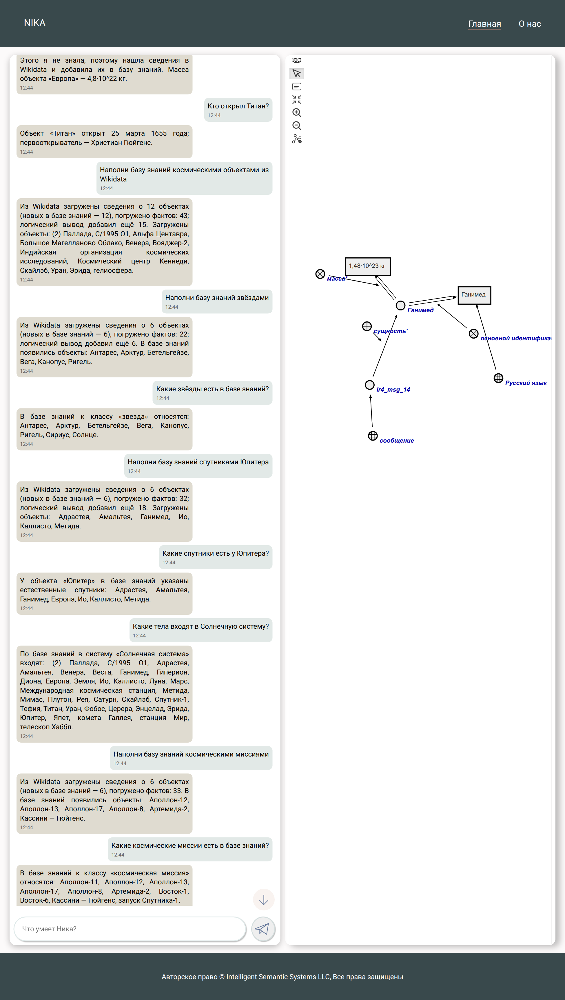 NIKA
Главная
О нас
Этого я не знала, поэтому нашла сведения в
Wikidata и добавила их в базу знаний. Масса
объекта «Европа» — 4,8·10^22 кг.
12:44
Кто открыл Титан?
12:44
Объект «Титан» открыт 25 марта 1655 года;
первооткрыватель — Христиан Гюйгенс.
12:44
Наполни базу знаний космическими объектами из
Wikidata
12:44
Из Wikidata загружены сведения о 12 объектах
(новых в базе знаний — 12), погружено фактов: 43;
логический вывод добавил ещё 15. Загружены
объекты: (2) Паллада, C/1995 O1, Альфа Центавра,
Большое Магелланово Облако, Венера, Вояджер-2,
Индийская организация космических
исследований, Космический центр Кеннеди,
Скайлэб, Уран, Эрида, гелиосфера.
12:44
Наполни базу знаний звёздами
12:44
Из Wikidata загружены сведения о 6 объектах
(новых в базе знаний — 6), погружено фактов: 22;
логический вывод добавил ещё 6. В базе знаний
появились объекты: Антарес, Арктур, Бетельгейзе,
Вега, Канопус, Ригель.
12:44
Какие звёзды есть в базе знаний?
12:44
В базе знаний к классу «звезда» относятся:
Антарес, Арктур, Бетельгейзе, Вега, Канопус,
Ригель, Сириус, Солнце.
12:44
Наполни базу знаний спутниками Юпитера
12:44
Из Wikidata загружены сведения о 6 объектах
(новых в базе знаний — 6), погружено фактов: 32;
логический вывод добавил ещё 18. Загружены
объекты: Адрастея, Амальтея, Ганимед, Ио,
Каллисто, Метида.
12:44
Какие спутники есть у Юпитера?
12:44
У объекта «Юпитер» в базе знаний указаны
естественные спутники: Адрастея, Амальтея,
Ганимед, Европа, Ио, Каллисто, Метида.
12:44
Какие тела входят в Солнечную систему?
12:44
По базе знаний в систему «Солнечная система»
входят: (2) Паллада, C/1995 O1, Адрастея,
Амальтея, Венера, Веста, Ганимед, Гиперион,
Диона, Европа, Земля, Ио, Каллисто, Луна, Марс,
Международная космическая станция, Метида,
Мимас, Плутон, Рея, Сатурн, Скайлэб, Спутник-1,
Тефия, Титан, Уран, Фобос, Церера, Энцелад, Эрида,
Юпитер, Япет, комета Галлея, станция Мир,
телескоп Хаббл.
12:44
Наполни базу знаний космическими миссиями
12:44
Из Wikidata загружены сведения о 6 объектах
(новых в базе знаний — 6), погружено фактов: 33. В
базе знаний появились объекты: Аполлон-12,
Аполлон-13, Аполлон-17, Аполлон-8, Артемида-2,
Кассини — Гюйгенс.
12:44
Какие космические миссии есть в базе знаний?
12:44
В базе знаний к классу «космическая миссия»
относятся: Аполлон-11, Аполлон-12, Аполлон-13,
Аполлон-17, Аполлон-8, Артемида-2, Восток-1,
Восток-6, Кассини — Гюйгенс, запуск Спутника-1.
Что умеет Ника?
1,48·10^23 кг
масса*
Ганимед
Ганимед
сущность'
основной идентифика
Русский язык
lr4_msg_14
сообщение
Авторское право © Intelligent Semantic Systems LLC, Все права защищены